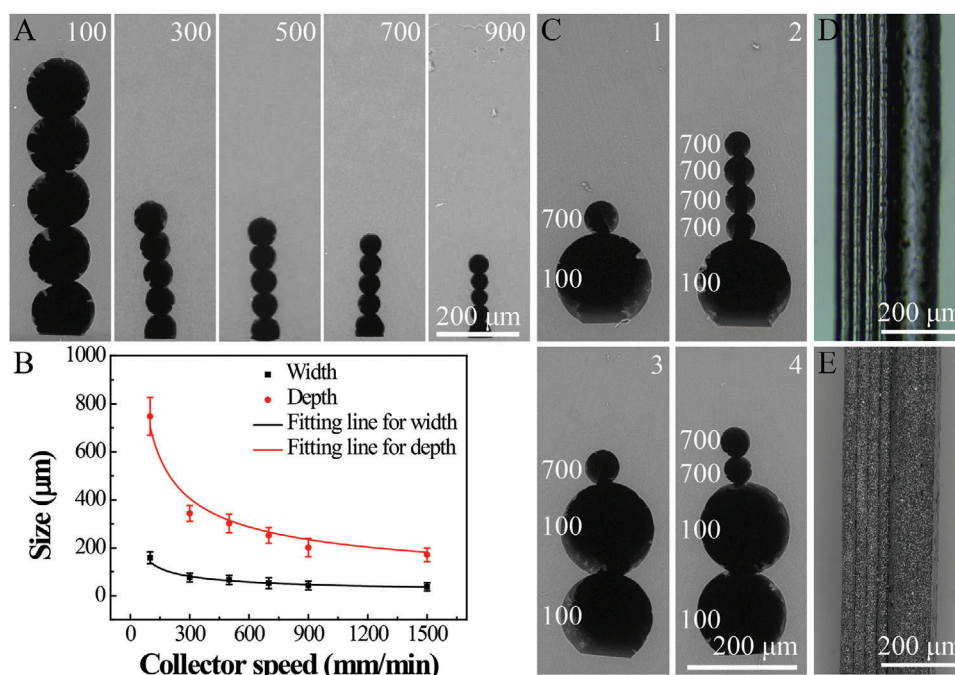 A
100
300
500
700
900
200 μm
B
1000
800
600
400
200
0
Size (μm)
Width
Depth
Fitting line for width
Fitting line for depth
0
300
600
900
1200
1500
Collector speed (mm/min)
C
1
700
100
2
700
700
700
700
100
3
700
100
100
4
700
700
100
100
200 μm
D
200 μm
E
200 μm